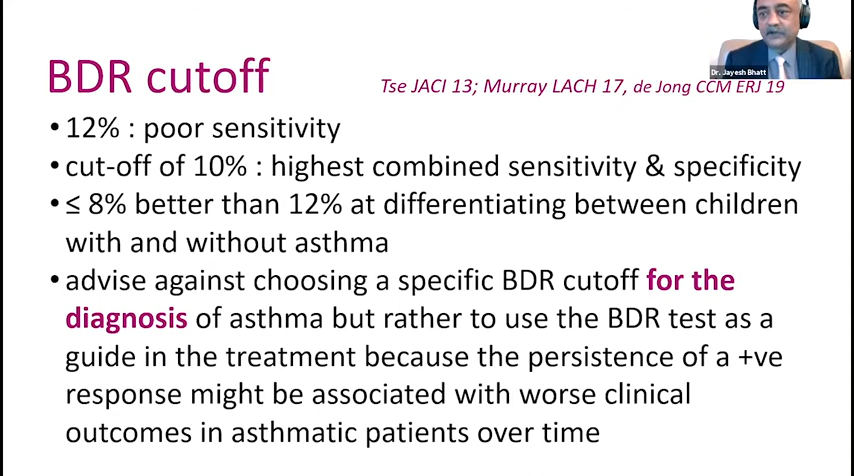 Dr. Jayesh Bhatt
BDR cutoff
Tse JACI 13; Murray LACH 17, de Jong CCM ERJ 19
• 12% : poor sensitivity
• cut-off of 10% : highest combined sensitivity & specificity
• ≤ 8% better than 12% at differentiating between children
with and without asthma
• advise against choosing a specific BDR cutoff for the
diagnosis of asthma but rather to use the BDR test as a
guide in the treatment because the persistence of a +ve
response might be associated with worse clinical
outcomes in asthmatic patients over time